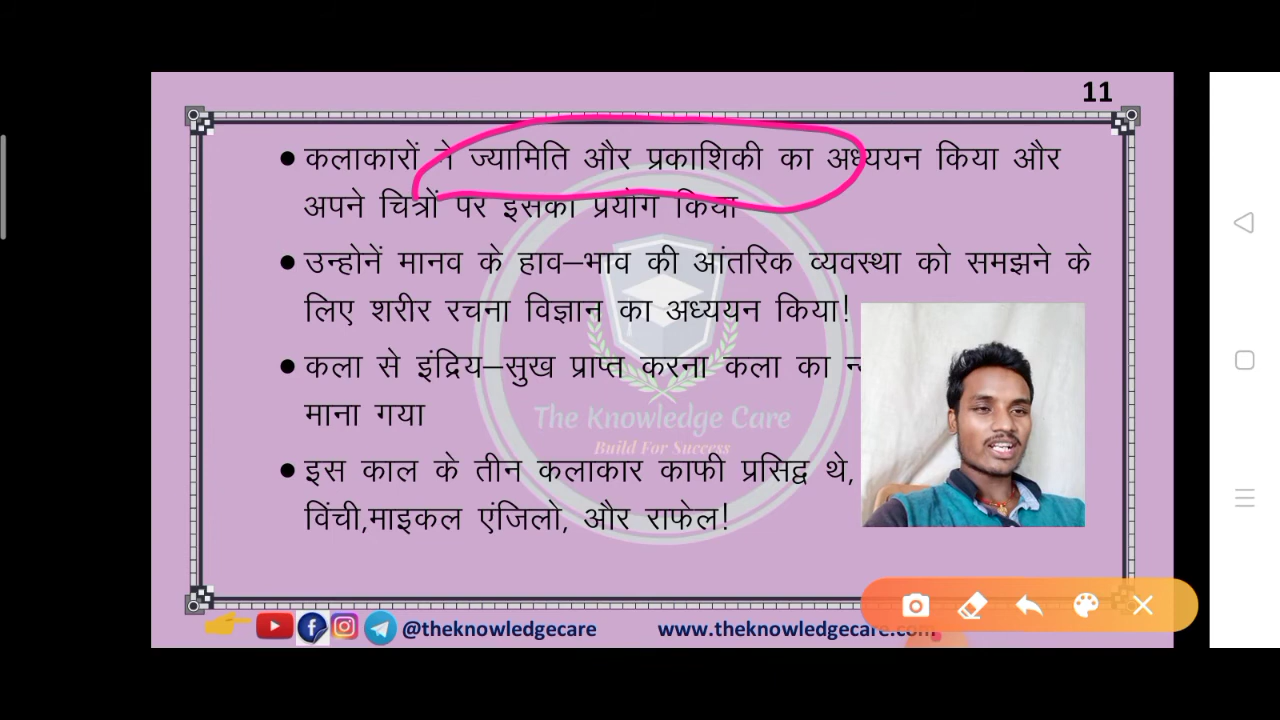 11
कलाकारों ने ज्यामिति और प्रकाशिकी का अध्ययन किया और
अपने चित्रों पर इसका प्रयोग किया
उन्होनें मानव के हाव–भाव की आंतरिक व्यवस्था को समझने के
लिए शरीर रचना विज्ञान का अध्ययन किया!
कला से इंद्रिय–सुख प्राप्त करना कला का
माना गया
The Knowledge Care
Build For Success
इस काल के तीन कलाकार काफी प्रसिद्व थे,
विंची,माइकल एंजिलो, और राफेल!
@theknowledgecare www.theknowledgecare.com